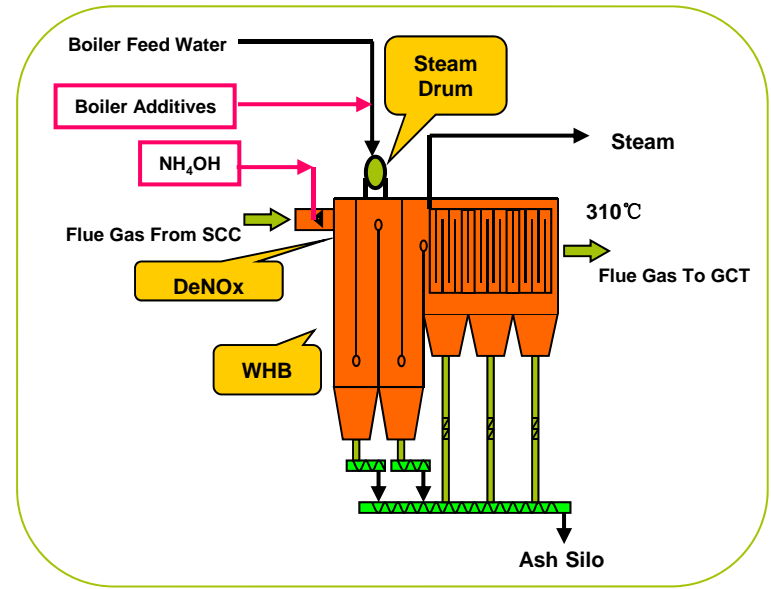 Boiler Feed Water
Steam
Drum
Boiler Additives
Steam
NH₄OH
310℃
Flue Gas From SCC
Flue Gas To GCT
DeNOx
WHB
Ash Silo